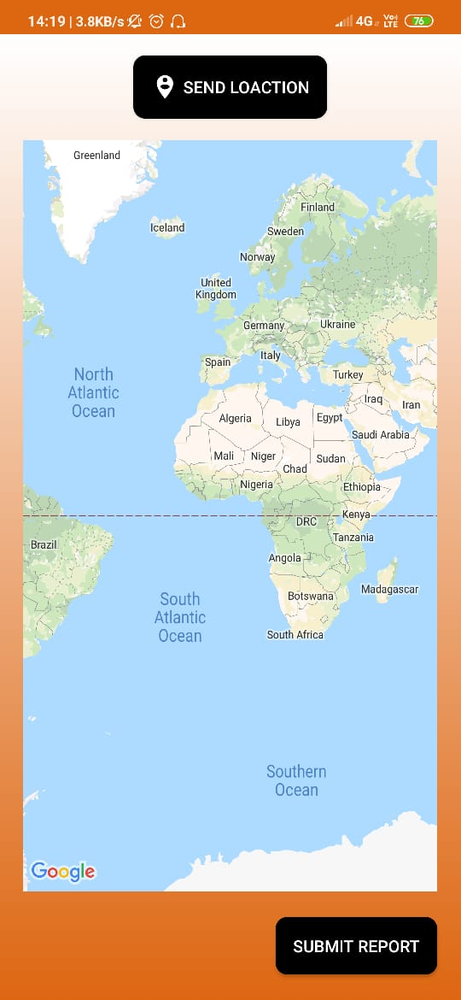 14:19 | 3.8KB/s
4G
Vo))
LTE
76
SEND LOACTION
Greenland
Finland
Iceland
Sweden
Norway
United
Kingdom
Germany
Ukraine
Italy
Spain
Turkey
North
Atlantic
Ocean
Iraq
Iran
Algeria
Libya
Egypt
Saudi Arabia
Mali
Niger
Sudan
Chad
Nigeria
Ethiopia
Kenya
DRC
Tanzania
Brazil
Angola
Madagascar
Botswana
South
Atlantic
Ocean
South Africa
Southern
Ocean
Google
SUBMIT REPORT